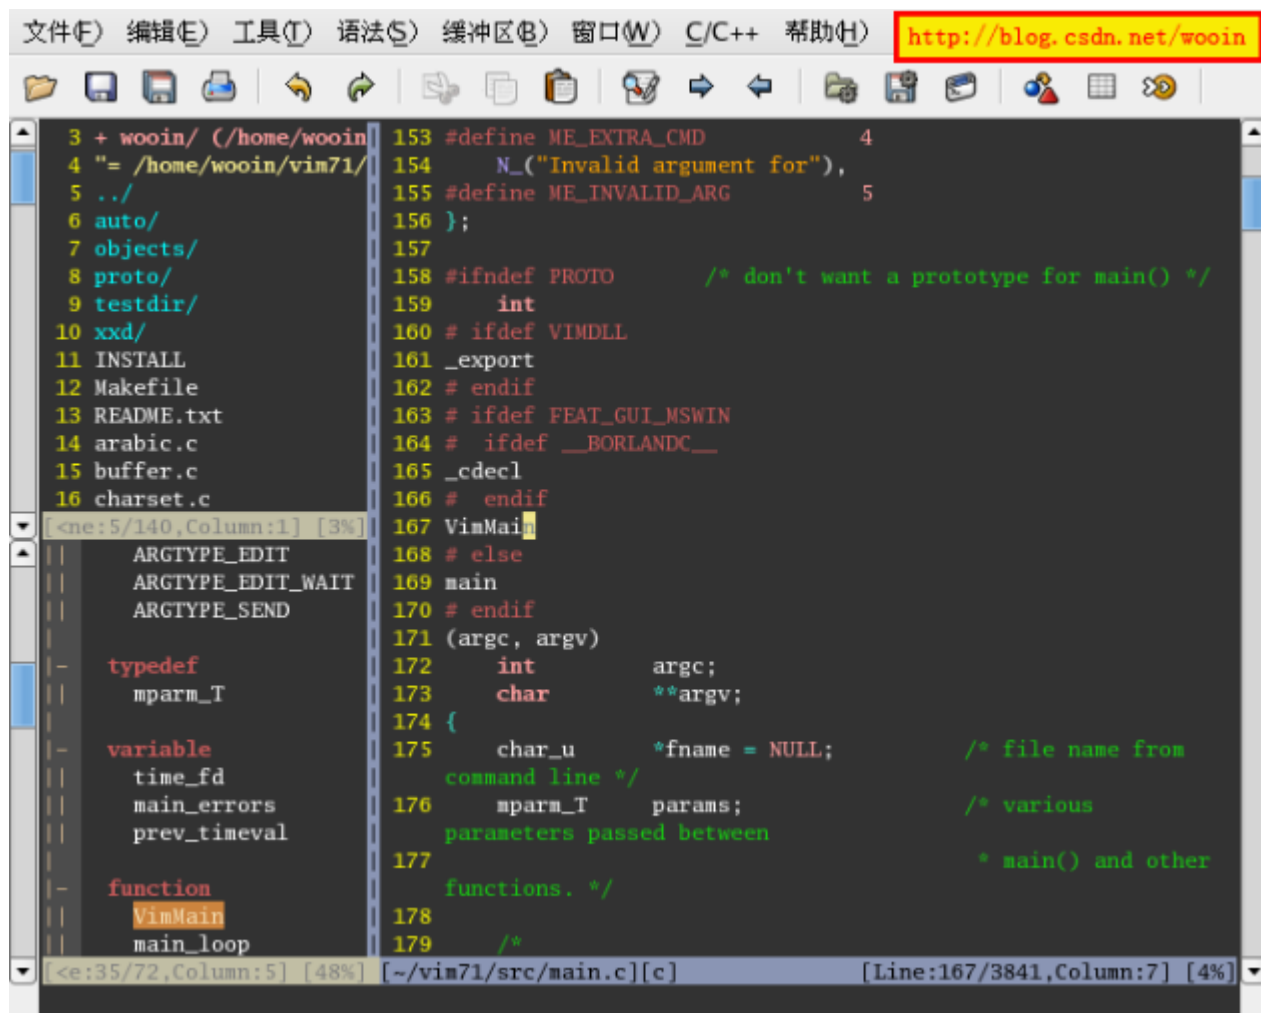 文件(F) 编辑(E) 工具(T) 语法(S) 缓冲区(B) 窗口(W) C/C++ 帮助(H)
http://blog.csdn.net/wooin
3 + wooin/ (/home/wooin
4 "= /home/wooin/vim71/
5 ../
6 auto/
7 objects/
8 proto/
9 testdir/
10 xxd/
11 INSTALL
12 Makefile
13 README.txt
14 arabic.c
15 buffer.c
16 charset.c
[<ne:5/140,Column:1] [3%]
|| ARGTYPE_EDIT
|| ARGTYPE_EDIT_WAIT
|| ARGTYPE_SEND
|
|- typedef
|| mparm_T
|
|- variable
|| time_fd
|| main_errors
|| prev_timeval
|
|- function
|| VimMain
|| main_loop
[<e:35/72,Column:5] [48%]
153 #define ME_EXTRA_CMD 4
154 N_("Invalid argument for"),
155 #define ME_INVALID_ARG 5
156 };
157
158 #ifndef PROTO /* don't want a prototype for main() */
159 int
160 # ifdef VIMDLL
161 _export
162 # endif
163 # ifdef FEAT_GUI_MSWIN
164 #  ifdef __BORLANDC__
165 _cdecl
166 #  endif
167 VimMain
168 # else
169 main
170 # endif
171 (argc, argv)
172 int argc;
173 char **argv;
174 {
175 char_u *fname = NULL; /* file name from
command line */
176 mparm_T params; /* various
parameters passed between
177 * main() and other
functions. */
178
179 /*
[~/vim71/src/main.c][c] [Line:167/3841,Column:7] [4%]